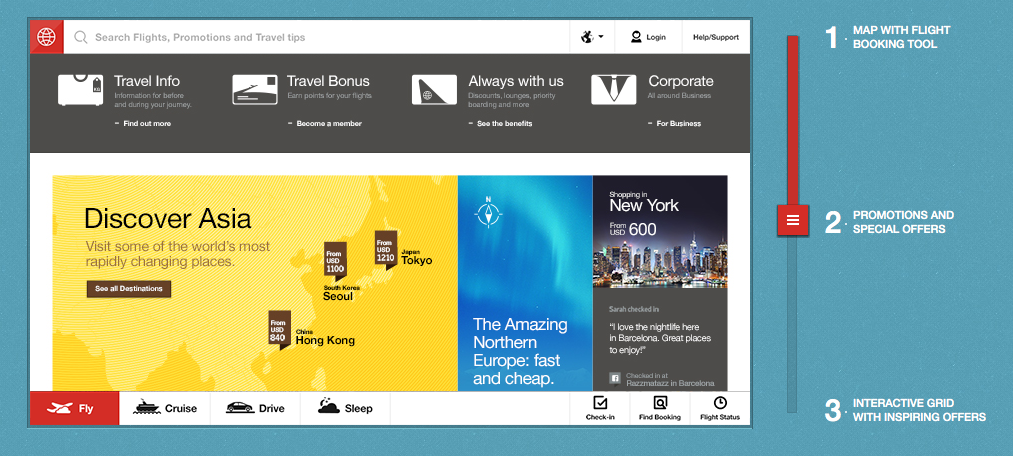 Search Flights, Promotions and Travel tips
Login
Help/Support
Travel Info
Information for before
and during your journey.
– Find out more
Travel Bonus
Earn points for your flights
– Become a member
Always with us
Discounts, lounges, priority
boarding and more
– See the benefits
Corporate
All around Business
– For Business
Discover Asia
Visit some of the world's most
rapidly changing places.
See all Destinations
From
USD
1100
South Korea
Seoul
From
USD
1210
Japan
Tokyo
From
USD
840
China
Hong Kong
N
The Amazing
Northern
Europe: fast
and cheap.
Shopping in
New York
From
USD 600
Sarah checked in
“I love the nightlife here
in Barcelona. Great places
to enjoy!”
Checked in at
Razzmatazz in Barcelona
Fly
Cruise
Drive
Sleep
Check-in
Find Booking
Flight Status
1. MAP WITH FLIGHT
BOOKING TOOL
2. PROMOTIONS AND
SPECIAL OFFERS
3. INTERACTIVE GRID
WITH INSPIRING OFFERS